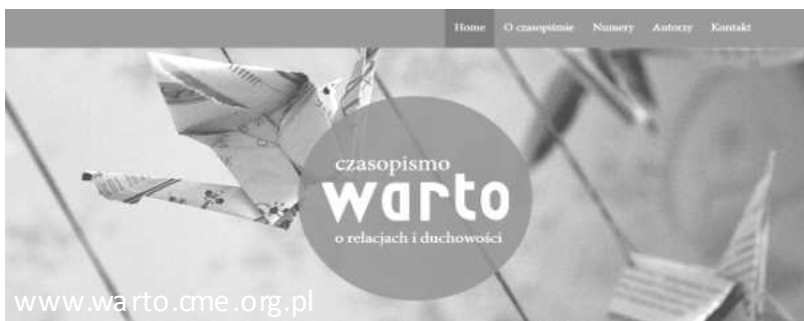 Home O czasopiśmie Numery Autorzy Kontakt
czasopismo
warto
o relacjach i duchowości
www.warto.cme.org.pl